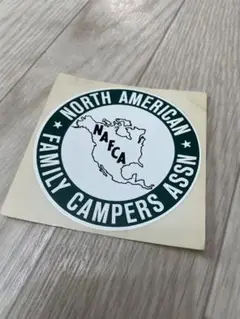 NORTH AMERICAN
NAFCA
★ FAMILY CAMPERS ASSN ★